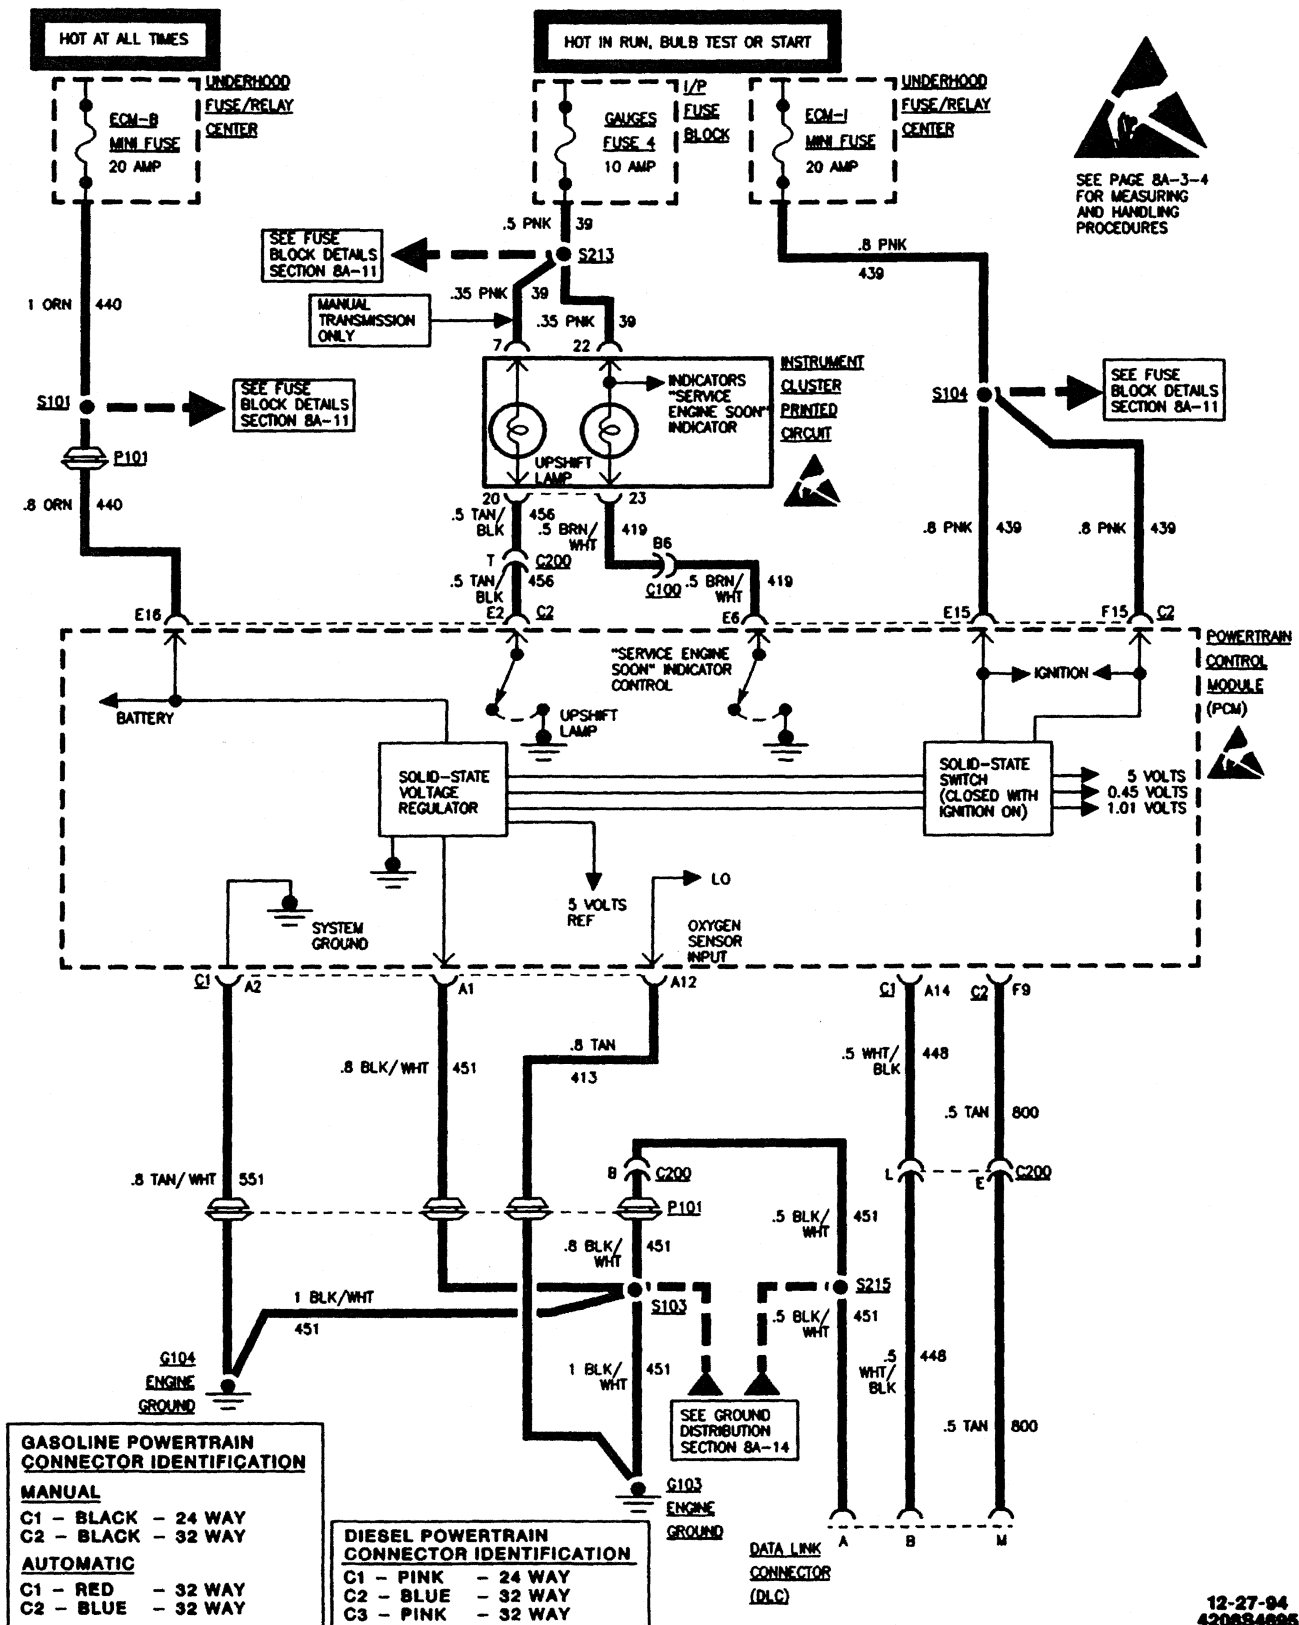 HOT AT ALL TIMES
HOT IN RUN, BULB TEST OR START
ECM-B
MINI FUSE
20 AMP
UNDERHOOD
FUSE/RELAY
CENTER
GAUGES
FUSE 4
10 AMP
I/P
FUSE
BLOCK
ECM-I
MINI FUSE
20 AMP
UNDERHOOD
FUSE/RELAY
CENTER
SEE PAGE 8A-3-4
FOR MEASURING
AND HANDLING
PROCEDURES
.5 PNK
39
S213
SEE FUSE
BLOCK DETAILS
SECTION 8A-11
.8 PNK
439
1 ORN
440
.35 PNK
39
MANUAL
TRANSMISSION
ONLY
.35 PNK
39
7
22
INDICATORS
"SERVICE
ENGINE SOON"
INDICATOR
UPSHIFT
LAMP
INSTRUMENT
CLUSTER
PRINTED
CIRCUIT
S101
SEE FUSE
BLOCK DETAILS
SECTION 8A-11
S104
SEE FUSE
BLOCK DETAILS
SECTION 8A-11
P101
.8 ORN
440
20
23
.5 TAN/
BLK
456
.5 BRN/
WHT
419
T
C200
B6
C100
.5 TAN/
BLK
456
.5 BRN/
WHT
419
.8 PNK
439
.8 PNK
439
E16
E2
C2
E6
E15
F15
C2
BATTERY
UPSHIFT
LAMP
"SERVICE ENGINE
SOON" INDICATOR
CONTROL
IGNITION
POWERTRAIN
CONTROL
MODULE
(PCM)
SOLID-STATE
VOLTAGE
REGULATOR
SOLID-STATE
SWITCH
(CLOSED WITH
IGNITION ON)
5 VOLTS
0.45 VOLTS
1.01 VOLTS
SYSTEM
GROUND
5 VOLTS
REF
LO
OXYGEN
SENSOR
INPUT
C1
A2
A1
A12
C1
A14
C2
F9
.8 BLK/WHT
451
.8 TAN
413
.5 WHT/
BLK
448
.5 TAN
800
.8 TAN/WHT
551
B
C200
P101
L
E
C200
.5 BLK/
WHT
451
.8 BLK/
WHT
451
S103
S215
1 BLK/WHT
451
.5 BLK/
WHT
451
1 BLK/
WHT
451
.5
WHT/
BLK
448
.5 TAN
800
G104
ENGINE
GROUND
SEE GROUND
DISTRIBUTION
SECTION 8A-14
G103
ENGINE
GROUND
A
B
M
DATA LINK
CONNECTOR
(DLC)
GASOLINE POWERTRAIN
CONNECTOR IDENTIFICATION
MANUAL
C1 - BLACK - 24 WAY
C2 - BLACK - 32 WAY
AUTOMATIC
C1 - RED - 32 WAY
C2 - BLUE - 32 WAY
DIESEL POWERTRAIN
CONNECTOR IDENTIFICATION
C1 - PINK - 24 WAY
C2 - BLUE - 32 WAY
C3 - PINK - 32 WAY
12-27-94